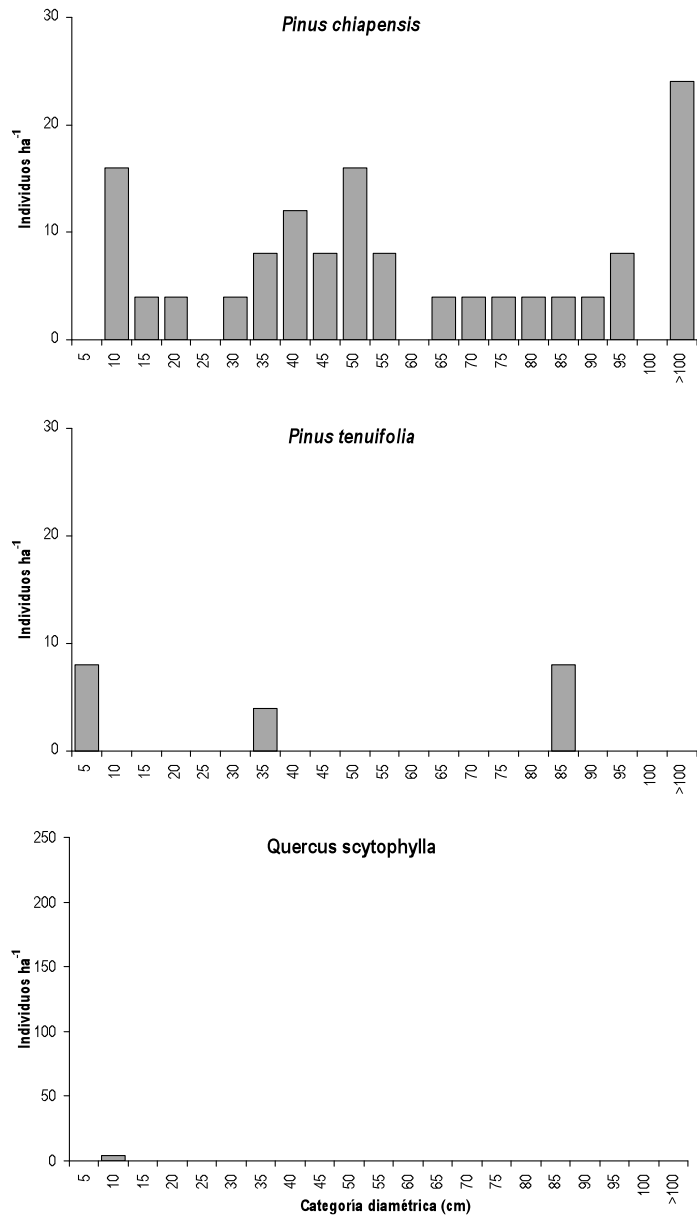 Pinus chiapensis
Individuos ha-1
30
20
10
0
5 10 15 20 25 30 35 40 45 50 55 60 65 70 75 80 85 90 95 100 >100
Pinus tenuifolia
Individuos ha-1
30
20
10
0
5 10 15 20 25 30 35 40 45 50 55 60 65 70 75 80 85 90 95 100 >100
Quercus scytophylla
Individuos ha-1
250
200
150
100
50
0
5 10 15 20 25 30 35 40 45 50 55 60 65 70 75 80 85 90 95 100 >100
Categoría diamétrica (cm)